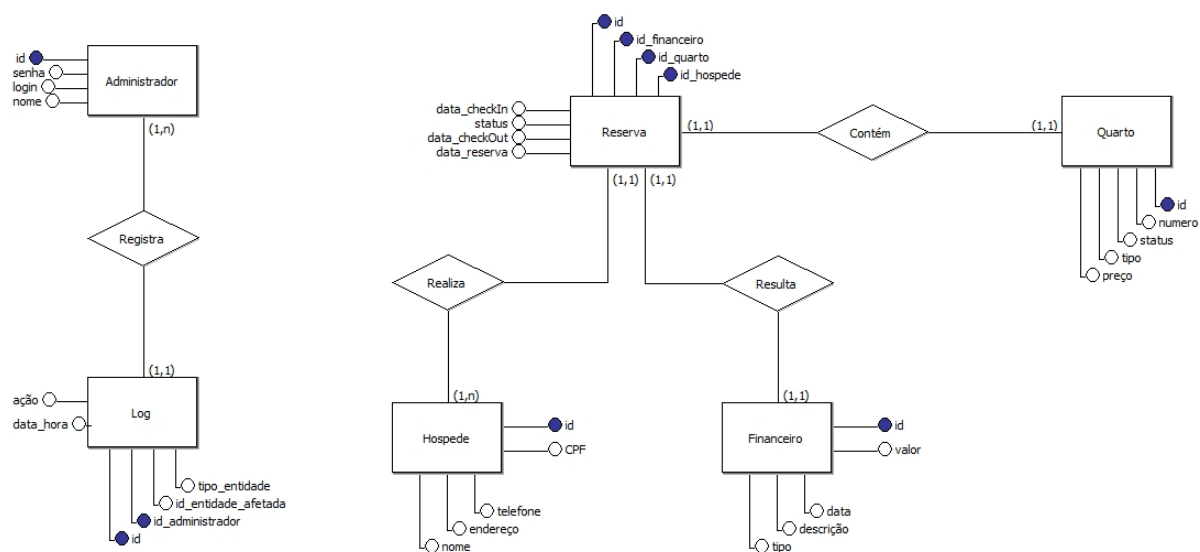 id
senha
login
nome
Administrador
(1,n)
Registra
(1,1)
ação
data_hora
Log
tipo_entidade
id_entidade_afetada
id_administrador
id
id
id_financeiro
id_quarto
id_hospede
data_checkIn
status
data_checkOut
data_reserva
Reserva
(1,1)
Contém
(1,1)
Quarto
id
numero
status
tipo
preço
(1,1)
(1,1)
Realiza
Resulta
(1,n)
Hospede
id
CPF
telefone
endereço
nome
(1,1)
Financeiro
id
valor
data
descrição
tipo